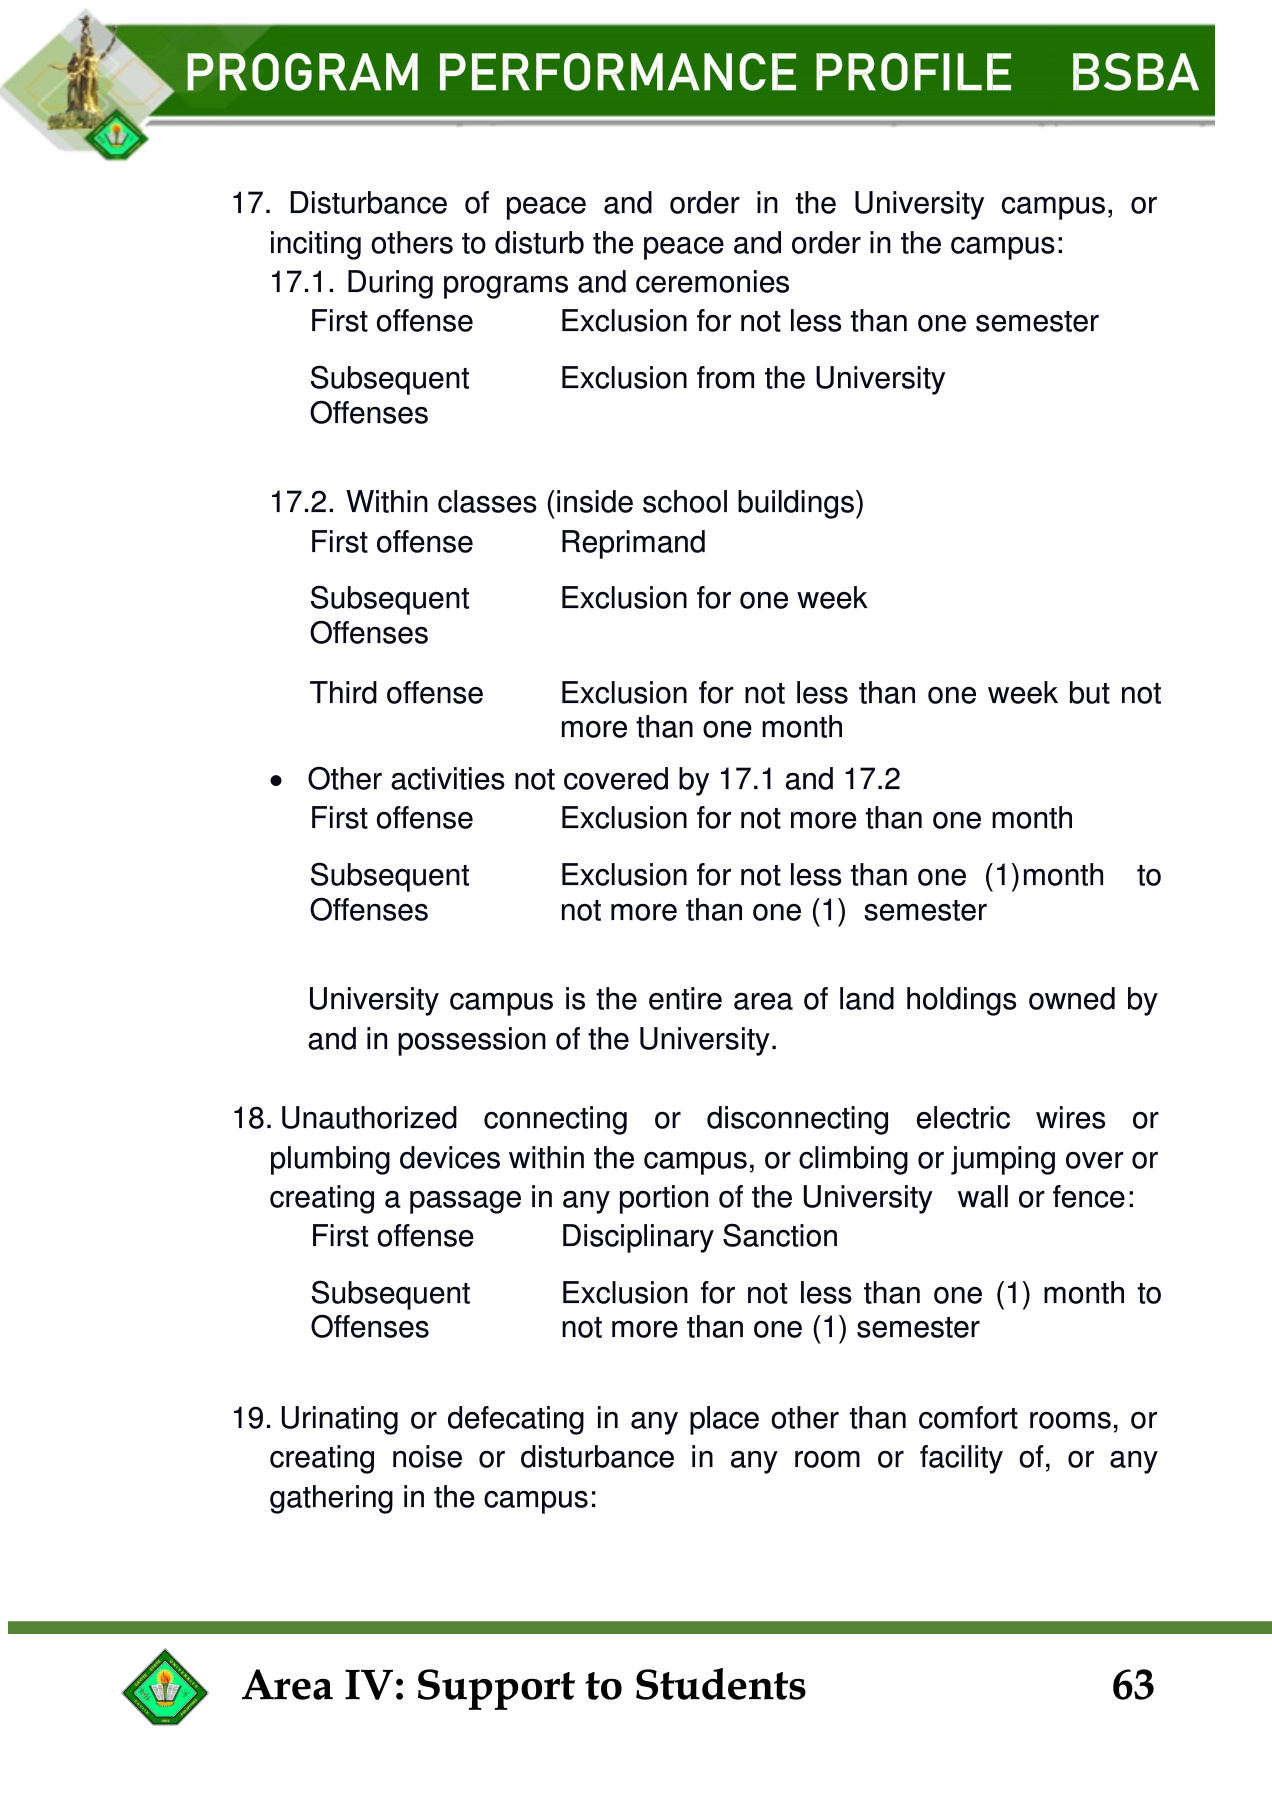 PROGRAM PERFORMANCE PROFILE BSBA
17. Disturbance of peace and order in the University campus, or
inciting others to disturb the peace and order in the campus:
17.1. During programs and ceremonies
First offense Exclusion for not less than one semester
Subsequent Exclusion from the University
Offenses
17.2. Within classes (inside school buildings)
First offense Reprimand
Subsequent Exclusion for one week
Offenses
Third offense Exclusion for not less than one week but not
more than one month
• Other activities not covered by 17.1 and 17.2
First offense Exclusion for not more than one month
Subsequent Exclusion for not less than one (1)month to
Offenses not more than one (1) semester
University campus is the entire area of land holdings owned by
and in possession of the University.
18. Unauthorized connecting or disconnecting electric wires or
plumbing devices within the campus, or climbing or jumping over or
creating a passage in any portion of the University wall or fence:
First offense Disciplinary Sanction
Subsequent Exclusion for not less than one (1) month to
Offenses not more than one (1) semester
19. Urinating or defecating in any place other than comfort rooms, or
creating noise or disturbance in any room or facility of, or any
gathering in the campus:
Area IV: Support to Students 63